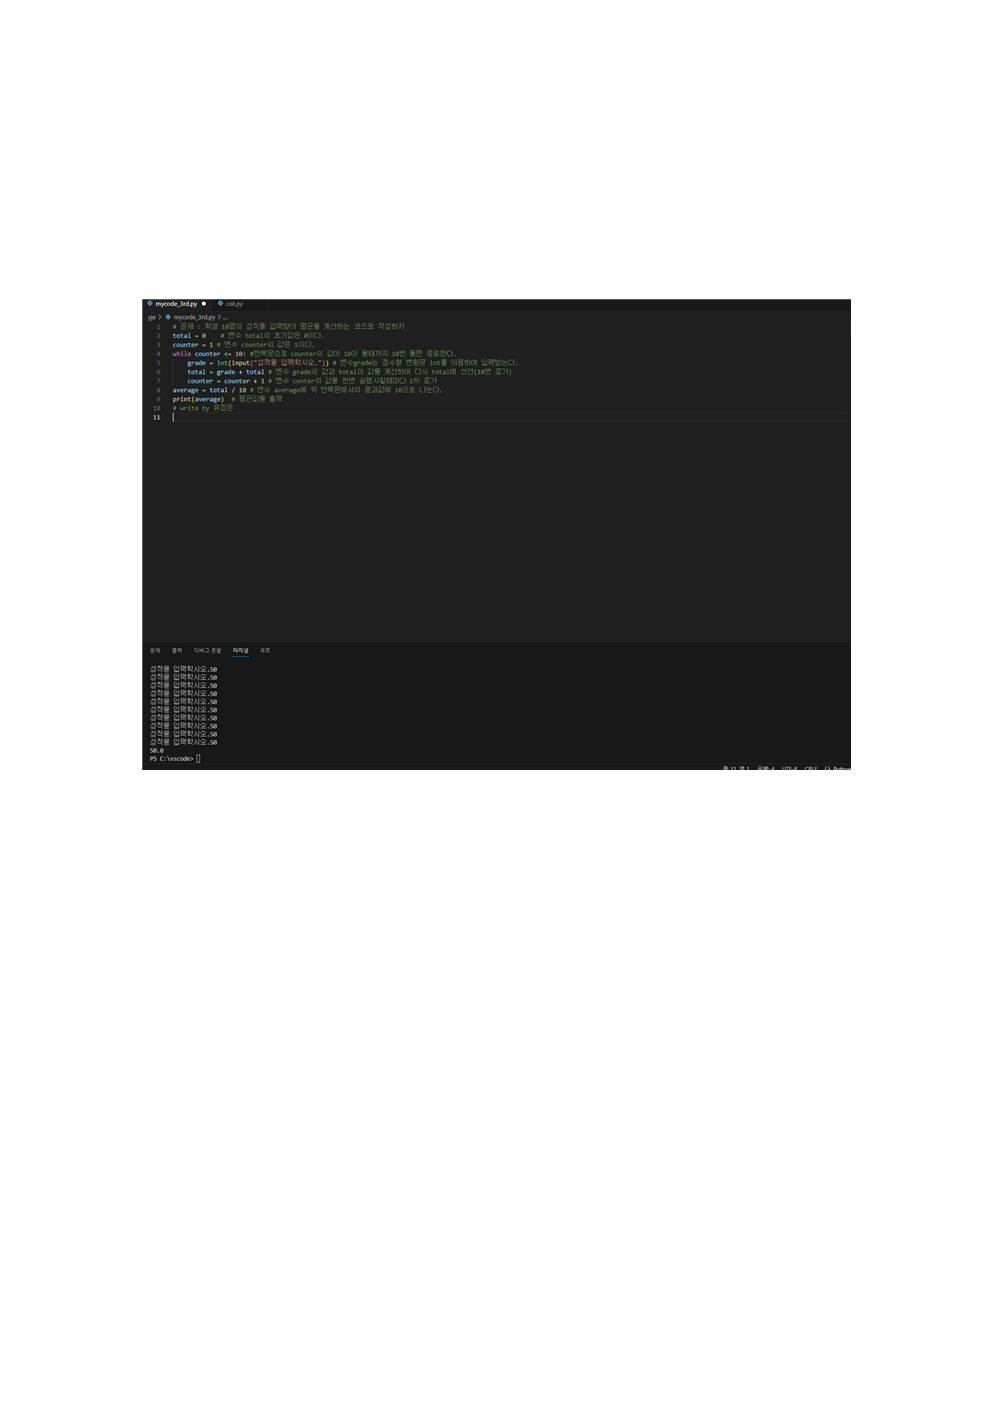 mycode_3rd.py ● cak.py
yje > mycode_3rd.py > ...
1 # 문제 : 학생 10명의 성적을 입력받아 평균을 계산하는 코드로 작성하자
2 total = 0 # 변수 total의 초기값은 0이다.
3 counter = 1 # 변수 counter의 값은 1이다.
4 while counter <= 10: #반복문으로 counter의 값이 10이 될때까지 10번 돌면 종료한다.
5 grade = int(input("성적을 입력학시오.")) # 변수grade는 정수형 변환문 int를 이용하여 입력받는다.
6 total = grade + total # 변수 grade의 값과 total의 값을 계산하여 다시 total에 선언(10번 증가)
7 counter = counter + 1 # 변수 conter의 값을 한번 실행시킬때마다 1씩 증가
8 average = total / 10 # 변수 average에 위 반복문에서의 결과값에 10으로 나눈다.
9 print(average) # 평균값을 출력
10 # write by
11
문제 출력 디버그 콘솔 터미널 포트
성적을 입력학시오.50
성적을 입력학시오.50
성적을 입력학시오.50
성적을 입력학시오.50
성적을 입력학시오.50
성적을 입력학시오.50
성적을 입력학시오.50
성적을 입력학시오.50
성적을 입력학시오.50
성적을 입력학시오.50
50.0
PS C:\vscode>
줄 11, 열 1 공백: 4 UTF-8 CRLF Python